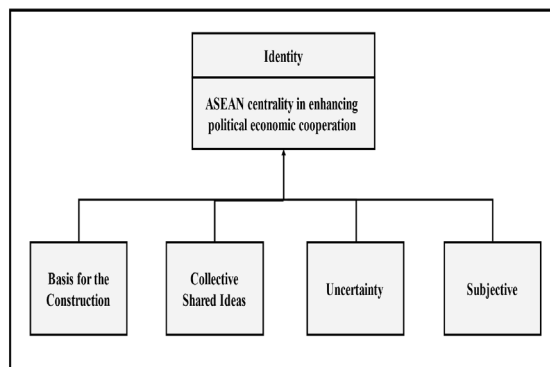 Identity
ASEAN centrality in enhancing
political economic cooperation
Basis for the
Construction
Collective
Shared Ideas
Uncertainty
Subjective